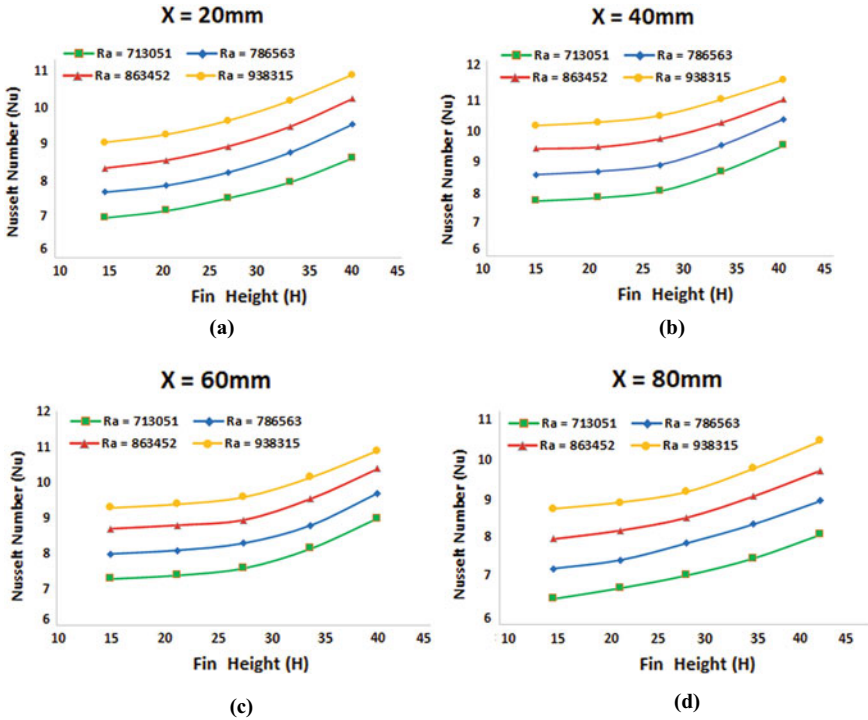 X = 20mm
Ra = 713051 Ra = 786563
Ra = 863452 Ra = 938315
11
10
9
8
7
6
Nusselt Number (Nu)
10 15 20 25 30 35 40 45
Fin Height (H)
(a)
X = 40mm
Ra = 713051 Ra = 786563
Ra = 863452 Ra = 938315
12
11
10
9
8
7
6
Nusselt Number (Nu)
10 15 20 25 30 35 40 45
Fin Height (H)
(b)
X = 60mm
Ra = 713051 Ra = 786563
Ra = 863452 Ra = 938315
12
11
10
9
8
7
6
Nusselt Number (Nu)
10 15 20 25 30 35 40 45
Fin Height (H)
(c)
X = 80mm
Ra = 713051 Ra = 786563
Ra = 863452 Ra = 938315
11
10
9
8
7
6
Nusselt Number (Nu)
10 15 20 25 30 35 40 45
Fin Height (H)
(d)